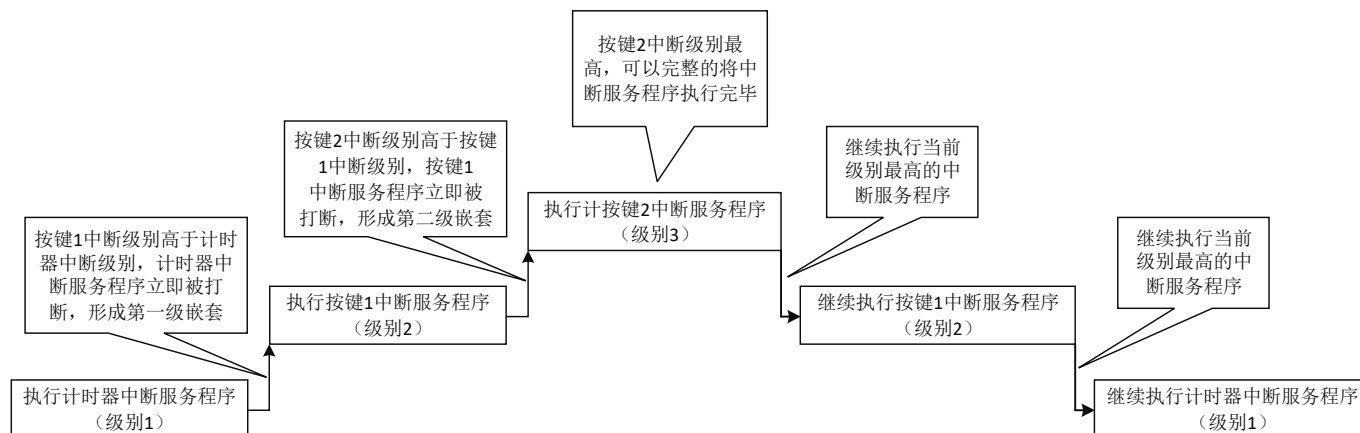 按键2中断级别最
高，可以完整的将中
断服务程序执行完毕
按键2中断级别高于按键
1中断级别，按键1
中断服务程序立即被
打断，形成第二级嵌套
继续执行当前
级别最高的中
断服务程序
按键1中断级别高于计时
器中断级别，计时器中
断服务程序立即被打
断，形成第一级嵌套
执行计按键2中断服务程序
（级别3）
继续执行当前
级别最高的中
断服务程序
执行按键1中断服务程序
（级别2）
继续执行按键1中断服务程序
（级别2）
执行计时器中断服务程序
（级别1）
继续执行计时器中断服务程序
（级别1）